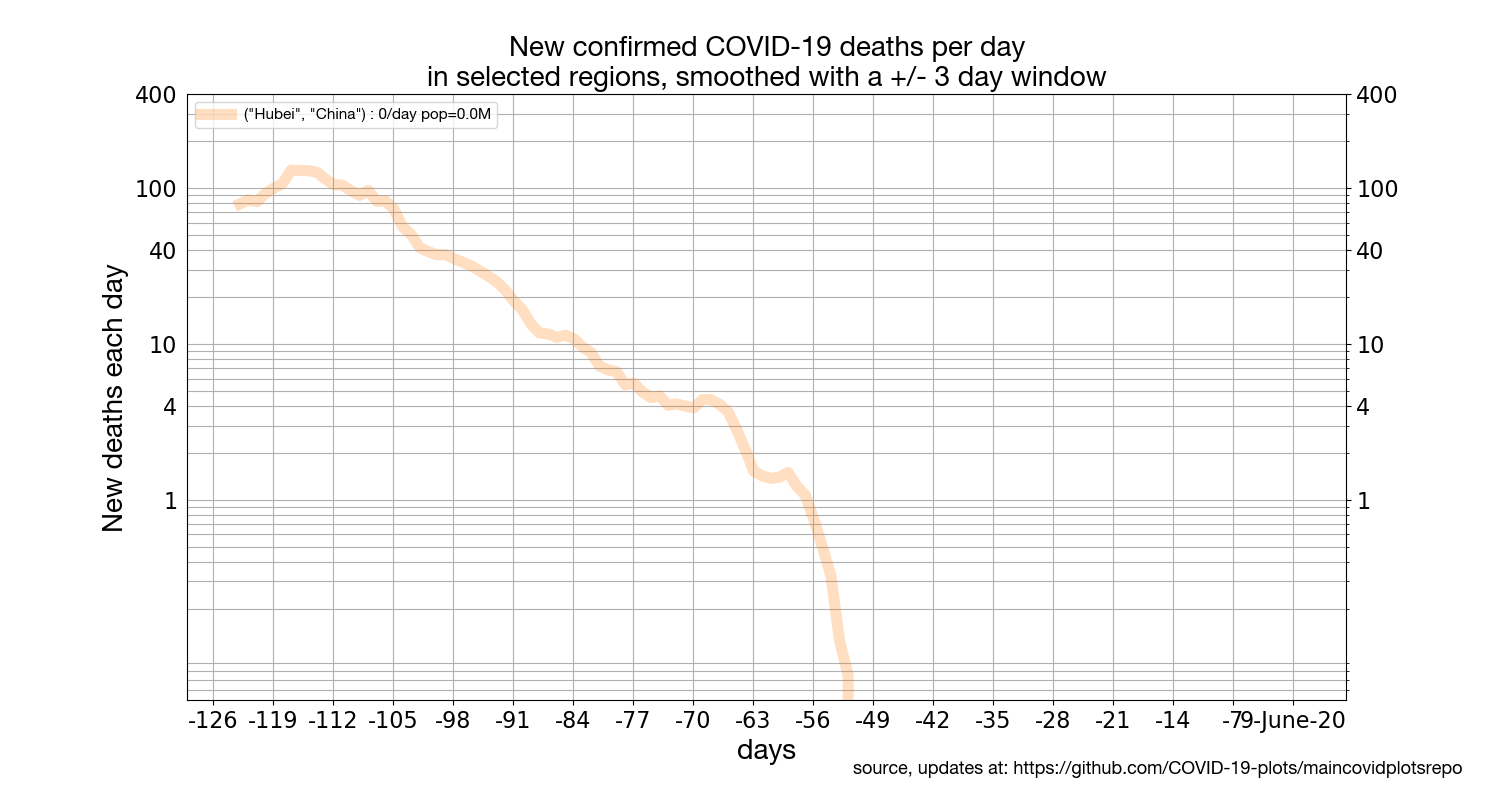 New confirmed COVID-19 deaths per day
in selected regions, smoothed with a +/- 3 day window
("Hubei", "China") : 0/day pop=0.0M
400 400
100 100
40 40
10 10
4 4
1 1
New deaths each day
-126 -119 -112 -105 -98 -91 -84 -77 -70 -63 -56 -49 -42 -35 -28 -21 -14 -7 9-June-20
days
source, updates at: https://github.com/COVID-19-plots/maincovidplotsrepo